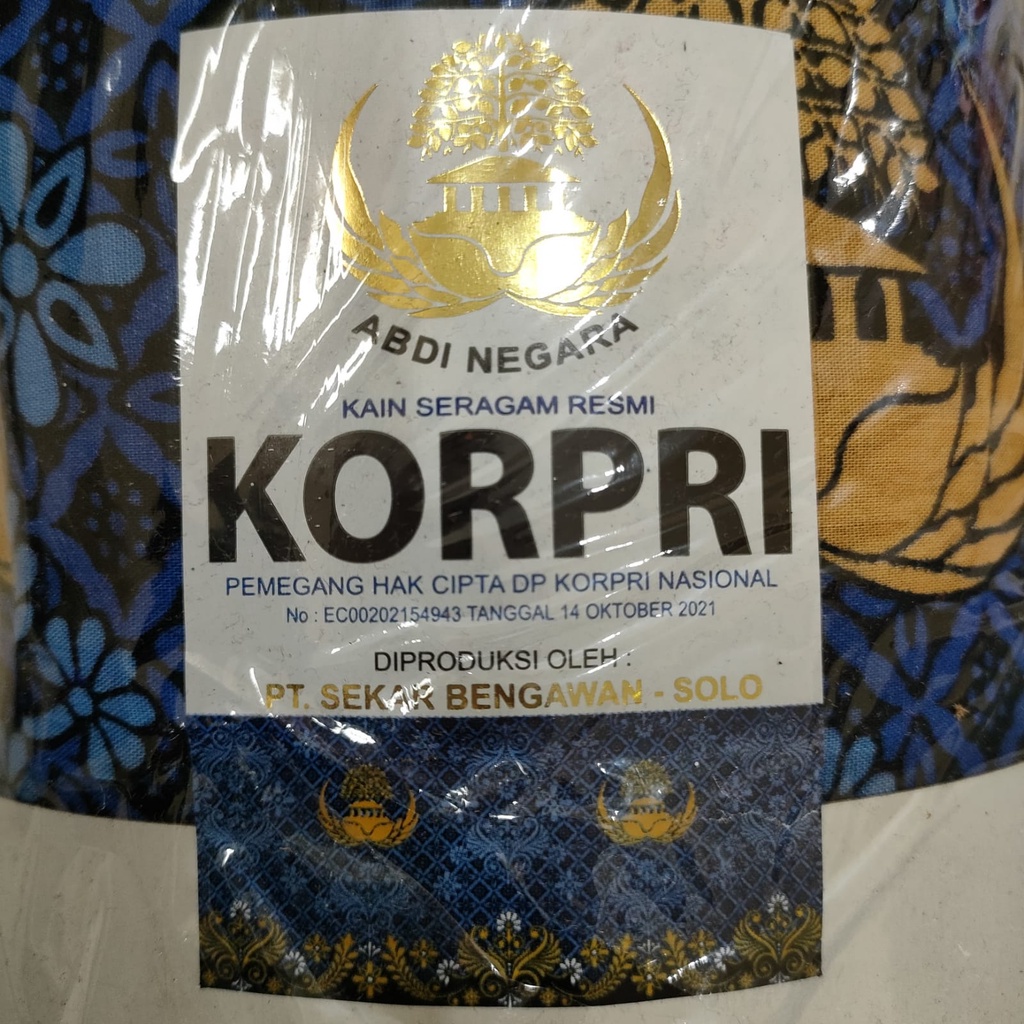 ABDI NEGARA
KAIN SERAGAM RESMI
KORPRI
PEMEGANG HAK CIPTA DP KORPRI NASIONAL
No : EC00202154943 TANGGAL 14 OKTOBER 2021
DIPRODUKSI OLEH :
PT. SEKAR BENGAWAN - SOLO